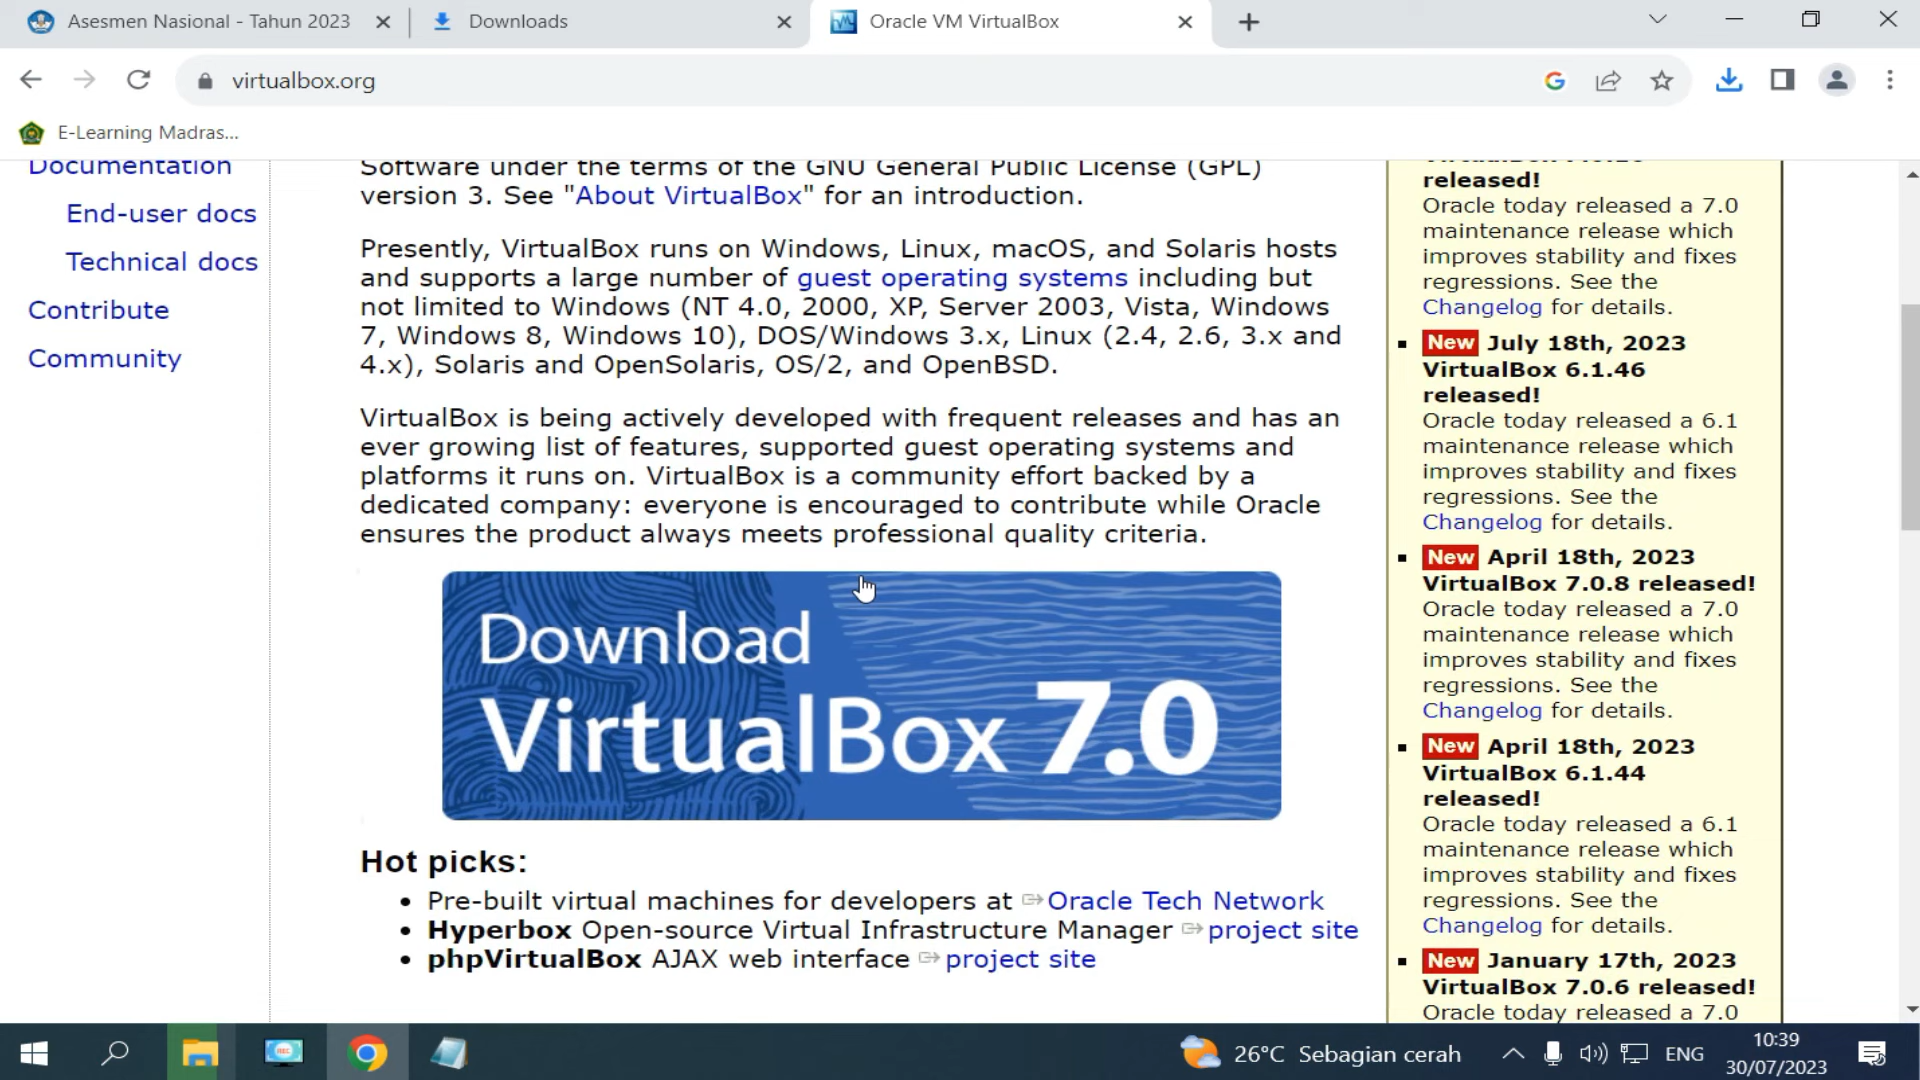 Asesmen Nasional - Tahun 2023
Downloads
Oracle VM VirtualBox
virtualbox.org
E-Learning Madras...
Documentation
End-user docs
Technical docs
Contribute
Community
Software under the terms of the GNU General Public License (GPL)
version 3. See "About VirtualBox" for an introduction.
Presently, VirtualBox runs on Windows, Linux, macOS, and Solaris hosts
and supports a large number of guest operating systems including but
not limited to Windows (NT 4.0, 2000, XP, Server 2003, Vista, Windows
7, Windows 8, Windows 10), DOS/Windows 3.x, Linux (2.4, 2.6, 3.x and
4.x), Solaris and OpenSolaris, OS/2, and OpenBSD.
VirtualBox is being actively developed with frequent releases and has an
ever growing list of features, supported guest operating systems and
platforms it runs on. VirtualBox is a community effort backed by a
dedicated company: everyone is encouraged to contribute while Oracle
ensures the product always meets professional quality criteria.
Download
VirtualBox 7.0
Hot picks:
Pre-built virtual machines for developers at Oracle Tech Network
Hyperbox Open-source Virtual Infrastructure Manager project site
phpVirtualBox AJAX web interface project site
released!
Oracle today released a 7.0
maintenance release which
improves stability and fixes
regressions. See the
Changelog for details.
New July 18th, 2023
VirtualBox 6.1.46
released!
Oracle today released a 6.1
maintenance release which
improves stability and fixes
regressions. See the
Changelog for details.
New April 18th, 2023
VirtualBox 7.0.8 released!
Oracle today released a 7.0
maintenance release which
improves stability and fixes
regressions. See the
Changelog for details.
New April 18th, 2023
VirtualBox 6.1.44
released!
Oracle today released a 6.1
maintenance release which
improves stability and fixes
regressions. See the
Changelog for details.
New January 17th, 2023
VirtualBox 7.0.6 released!
Oracle today released a 7.0
26°C Sebagian cerah
ENG
10:39
30/07/2023